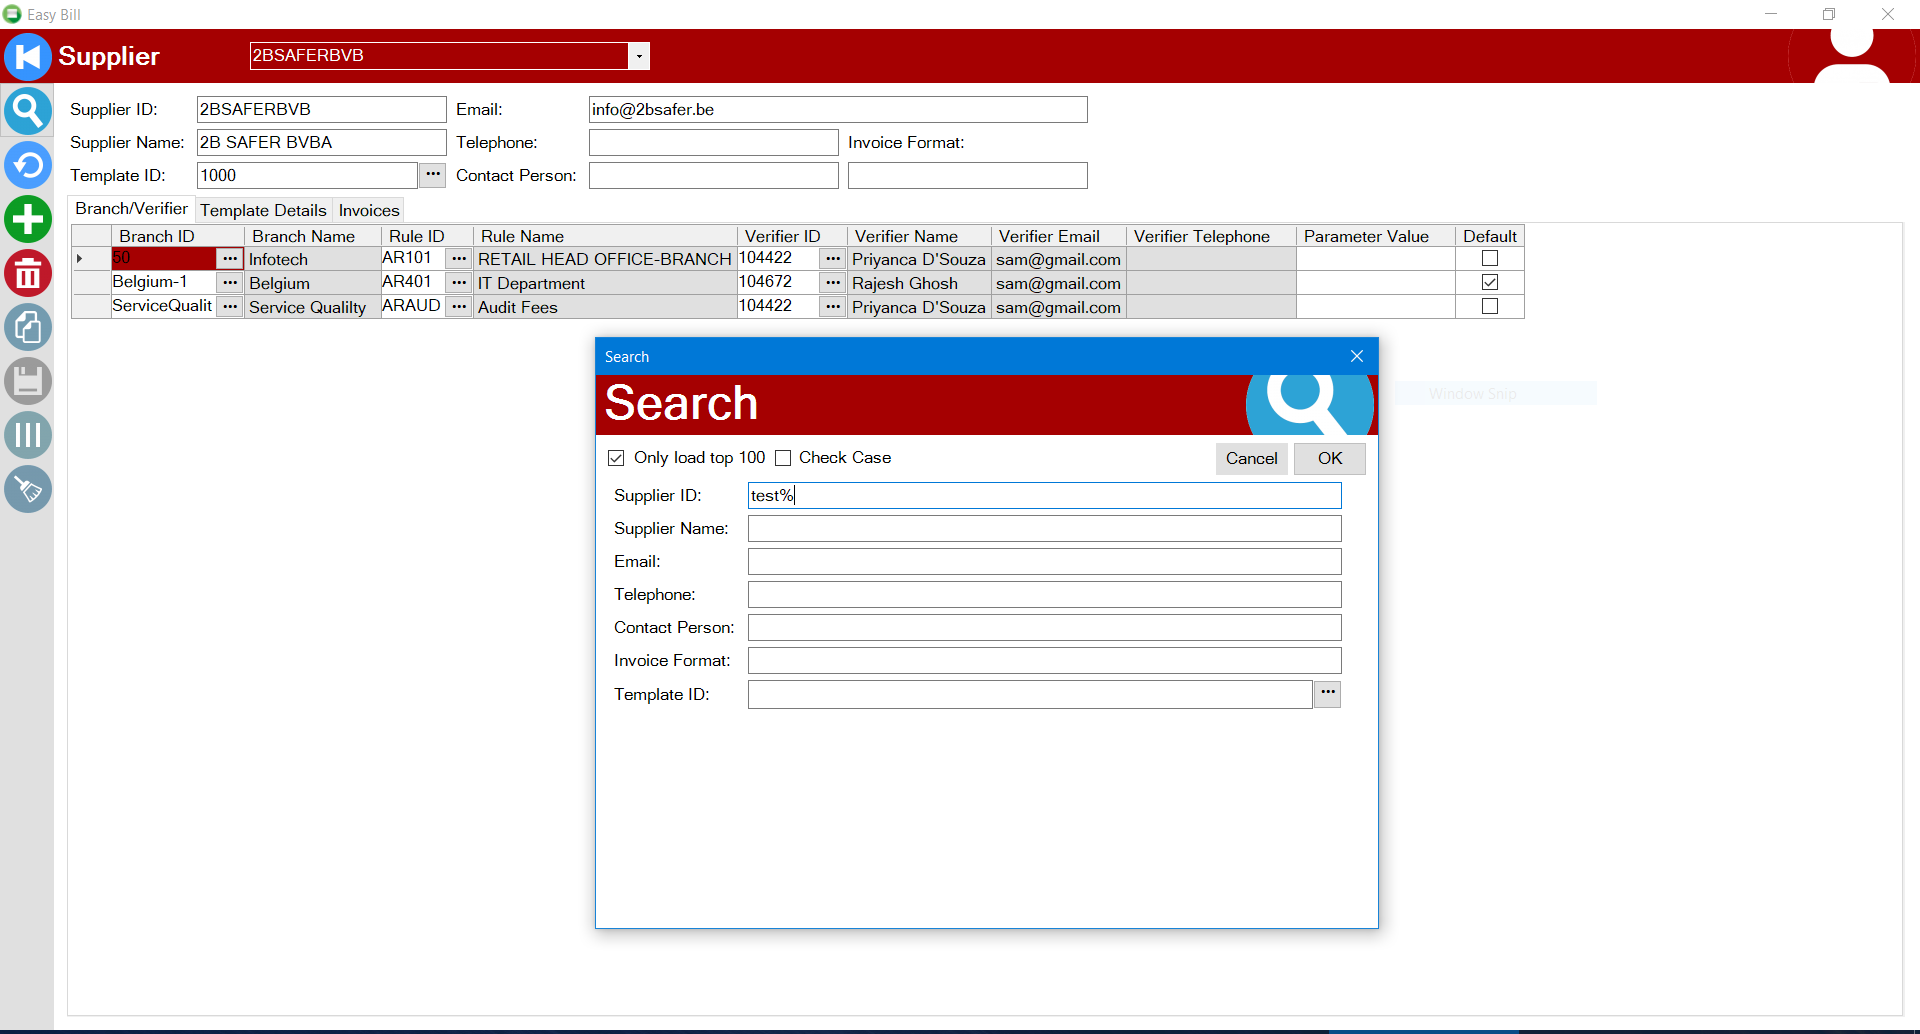 Easy Bill
Supplier 2BSAFERBVB
Supplier ID: 2BSAFERBVB Email: info@2bsafer.be
Supplier Name: 2B SAFER BVBA Telephone: Invoice Format:
Template ID: 1000 ... Contact Person:
Branch/Verifier Template Details Invoices
Branch ID Branch Name Rule ID Rule Name Verifier ID Verifier Name Verifier Email Verifier Telephone Parameter Value Default
50 ... Infotech AR101 ... RETAIL HEAD OFFICE-BRANCH 104422 ... Priyanca D'Souza sam@gmail.com
Belgium-1 ... Belgium AR401 ... IT Department 104672 ... Rajesh Ghosh sam@gmail.com
ServiceQualit ... Service Qualilty ARAUD ... Audit Fees 104422 ... Priyanca D'Souza sam@gmail.com
Search
Search
Window Snip
Only load top 100 Check Case Cancel OK
Supplier ID: test%
Supplier Name:
Email:
Telephone:
Contact Person:
Invoice Format:
Template ID: ...